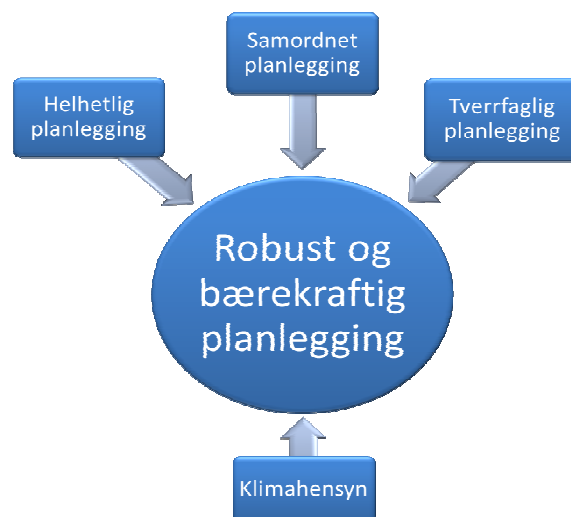 Samordnet
planlegging
Helhetlig
planlegging
Tverrfaglig
planlegging
Robust og
bærekraftig
planlegging
Klimahensyn